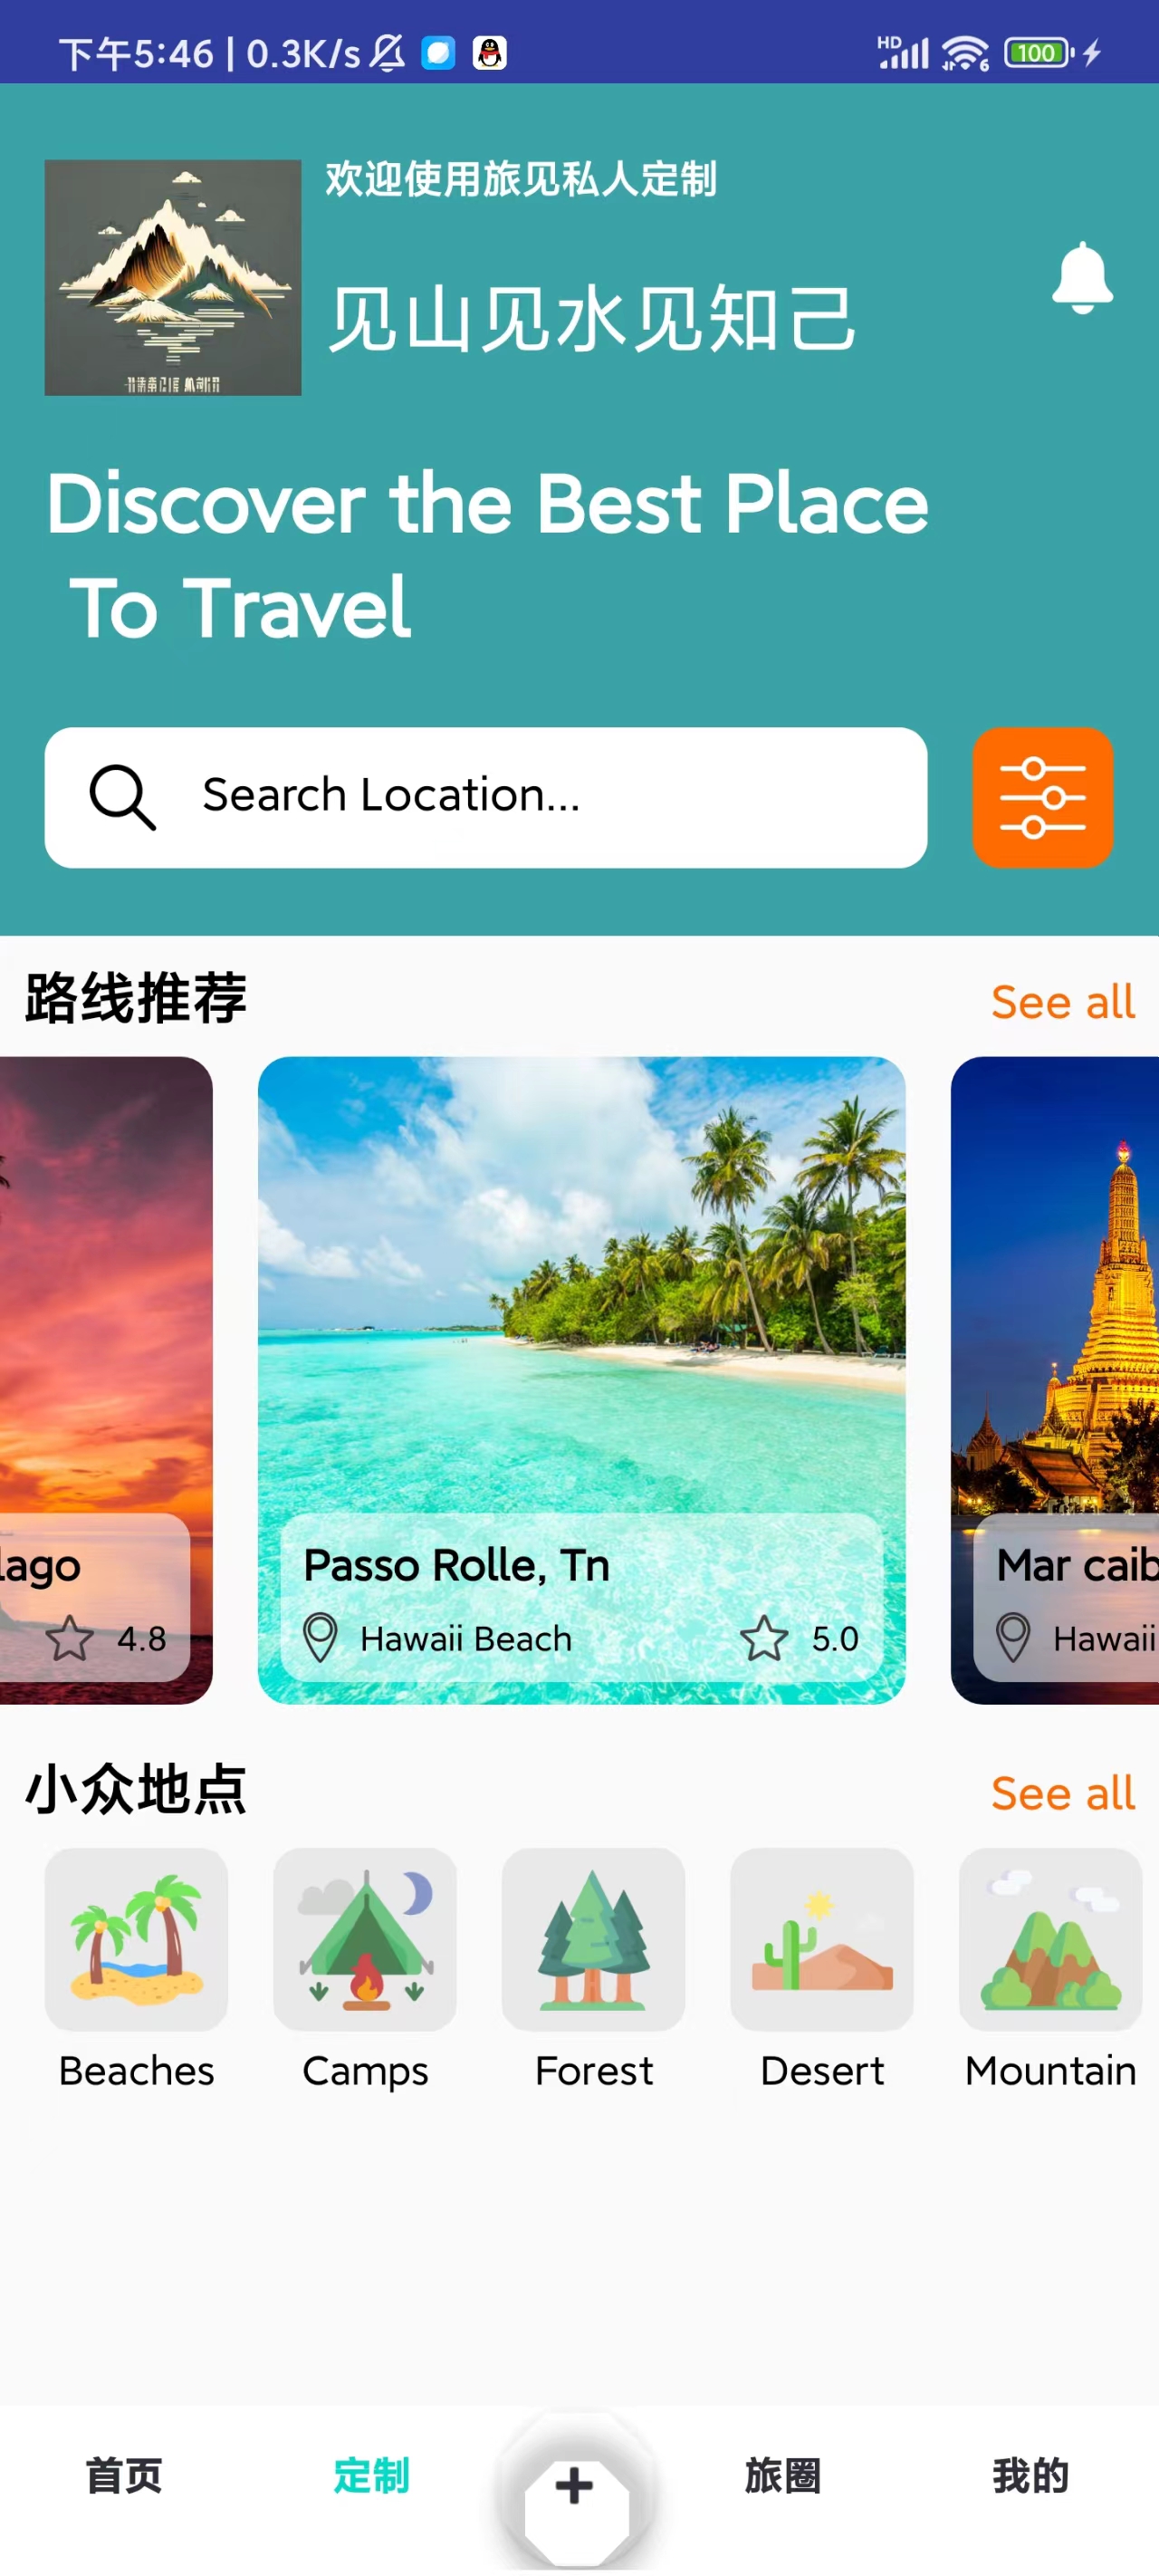 下午5:46 | 0.3K/s
HD
6
100
欢迎使用旅见私人定制
见山见水见知己
Discover the Best Place
To Travel
Search Location...
路线推荐
See all
lago
4.8
Passo Rolle, Tn
Hawaii Beach
5.0
Mar caib
Hawaii
小众地点
See all
Beaches
Camps
Forest
Desert
Mountain
首页
定制
+
旅圈
我的